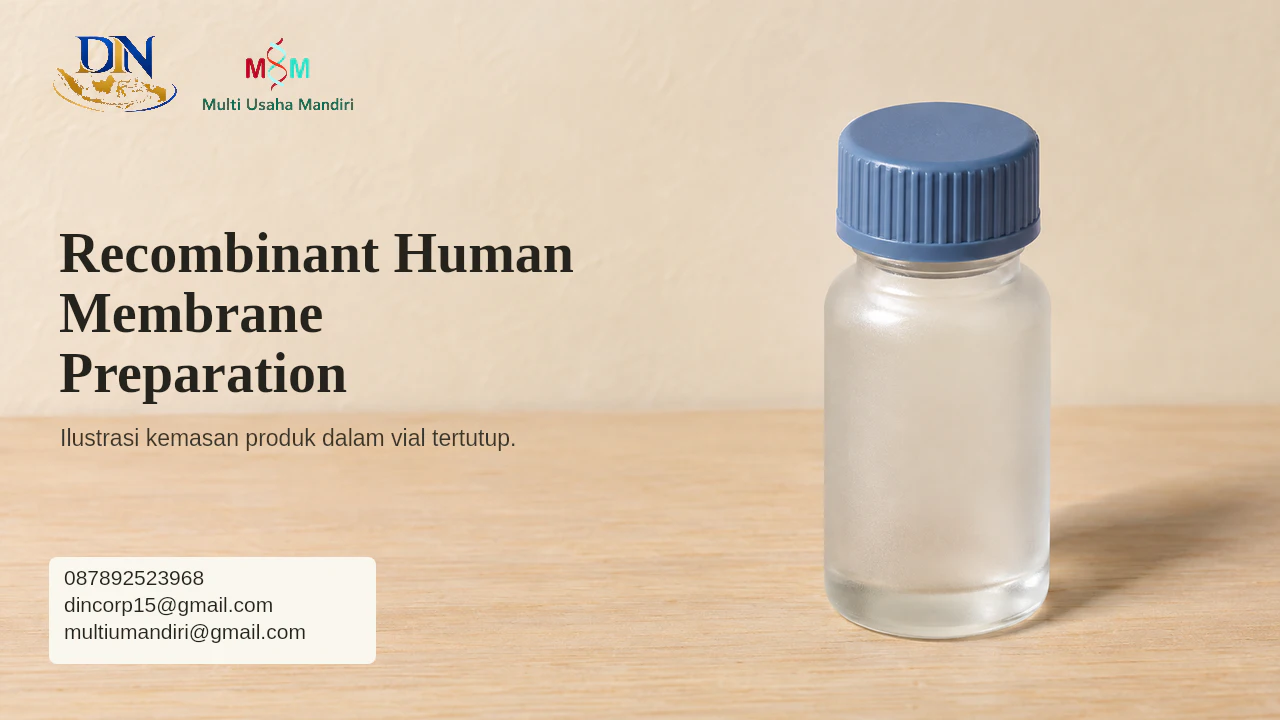 DIN
MSM
Multi Usaha Mandiri
Recombinant Human
Membrane
Preparation
Ilustrasi kemasan produk dalam vial tertutup.
087892523968
dincorp15@gmail.com
multiumandiri@gmail.com